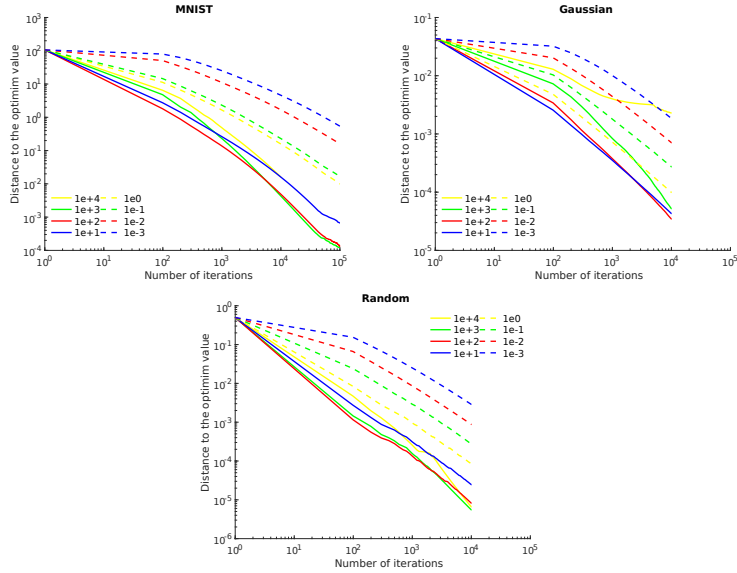 MNIST
Distance to the optimim value
10^3
10^2
10^1
10^0
10^-1
10^-2
10^-3
10^-4
1e+4 1e0
1e+3 1e-1
1e+2 1e-2
1e+1 1e-3
10^0 10^1 10^2 10^3 10^4 10^5
Number of iterations
Gaussian
Distance to the optimim value
10^-1
10^-2
10^-3
10^-4
10^-5
1e+4 1e0
1e+3 1e-1
1e+2 1e-2
1e+1 1e-3
10^0 10^1 10^2 10^3 10^4 10^5
Number of iterations
Random
Distance to the optimim value
10^0
10^-1
10^-2
10^-3
10^-4
10^-5
10^-6
1e+4 1e0
1e+3 1e-1
1e+2 1e-2
1e+1 1e-3
10^0 10^1 10^2 10^3 10^4 10^5
Number of iterations